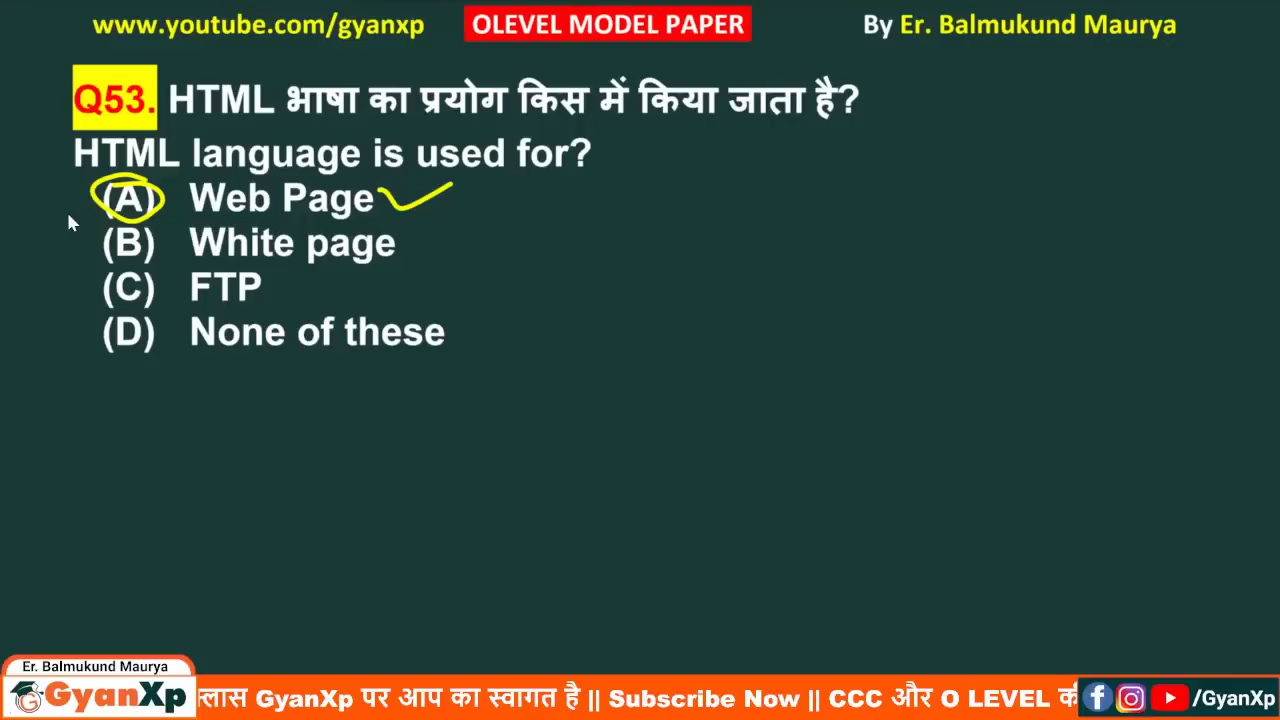 www.youtube.com/gyanxp OLEVEL MODEL PAPER By Er. Balmukund Maurya
Q53. HTML भाषा का प्रयोग किस में किया जाता है?
HTML language is used for?
(A) Web Page
(B) White page
(C) FTP
(D) None of these
Er. Balmukund Maurya
GyanXp
GyanXp पर आप का स्वागत है || Subscribe Now || CCC और O LEVEL /GyanXp